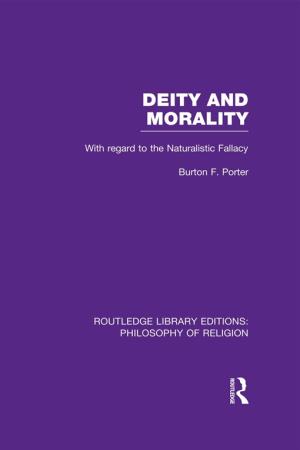 DEITY AND
MORALITY
With regard to the Naturalistic Fallacy
Burton F. Porter
ROUTLEDGE LIBRARY EDITIONS:
PHILOSOPHY OF RELIGION
ROUTLEDGE